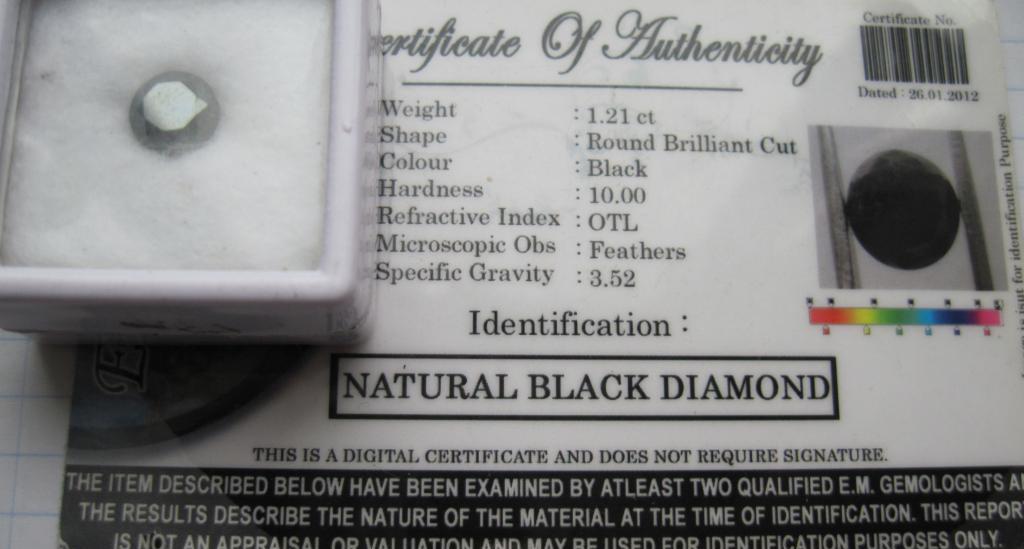 ertificate Of Authenticity
Certificate No.
Dated : 26.01.2012
Weight : 1.21 ct
Shape : Round Brilliant Cut
Colour : Black
Hardness : 10.00
Refractive Index : OTL
Microscopic Obs : Feathers
Specific Gravity : 3.52
for identification Purpose
Identification :
NATURAL BLACK DIAMOND
THIS IS A DIGITAL CERTIFICATE AND DOES NOT REQUIRE SIGNATURE.
THE ITEM DESCRIBED BELOW HAVE BEEN EXAMINED BY ATLEAST TWO QUALIFIED E.M. GEMOLOGISTS
THE RESULTS DESCRIBE THE NATURE OF THE MATERIAL AT THE TIME OF IDENTIFICATION. THIS REPOR
IS NOT AN APPRAISAL OR VALUATION AND MAY BE USED FOR IDENTIFICATION PURPOSES ONLY.